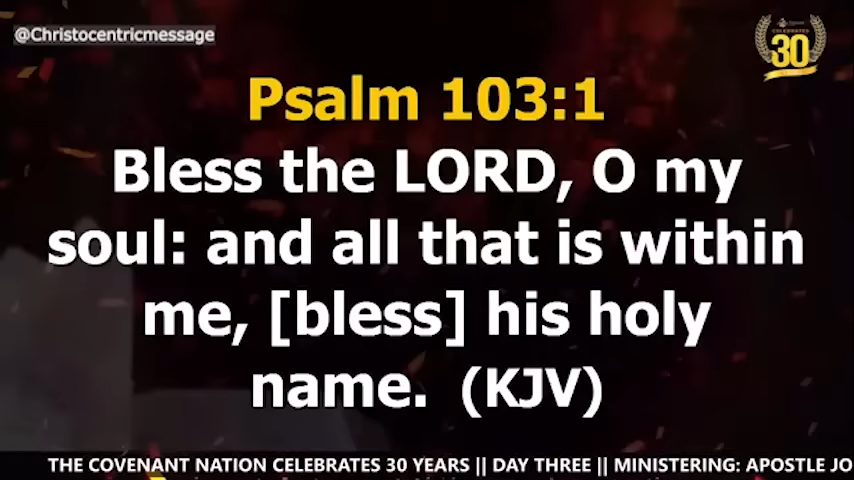 @Christocentricmessage
CELEBRATES
30
Psalm 103:1
Bless the LORD, O my
soul: and all that is within
me, [bless] his holy
name. (KJV)
THE COVENANT NATION CELEBRATES 30 YEARS || DAY THREE || MINISTERING: APOSTLE JO